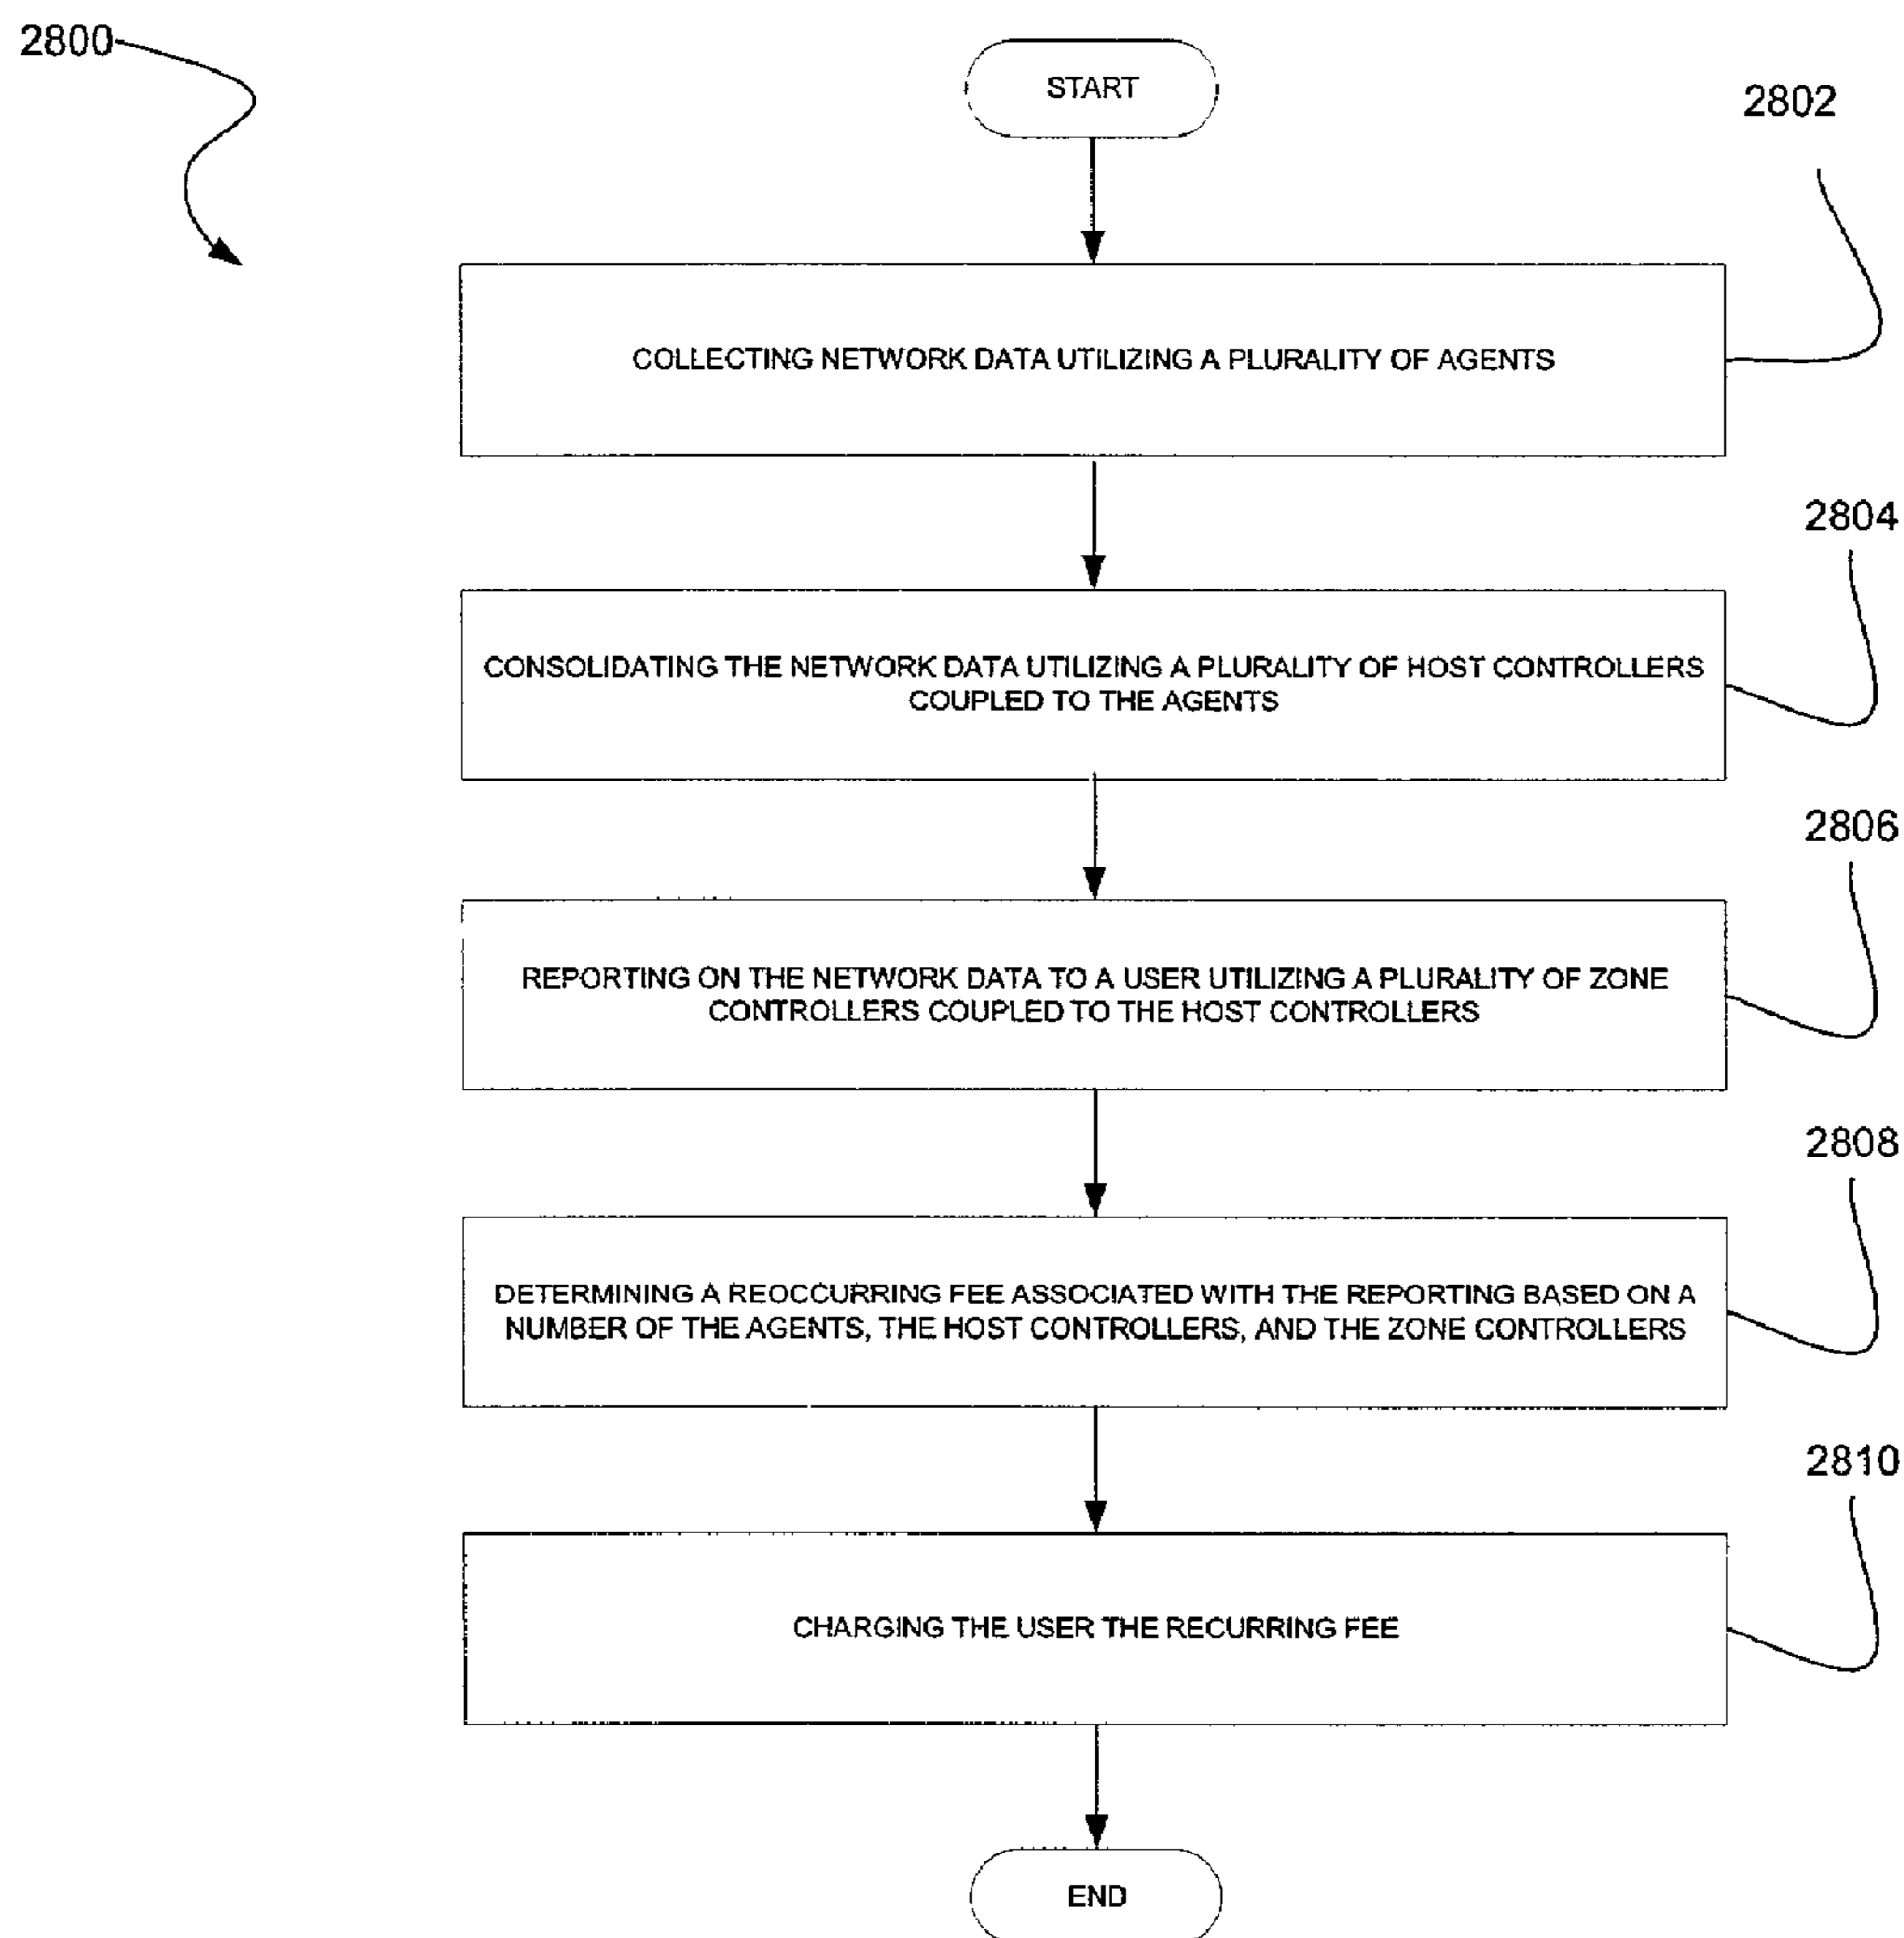 2800
START
2802
COLLECTING NETWORK DATA UTILIZING A PLURALITY OF AGENTS
2804
CONSOLIDATING THE NETWORK DATA UTILIZING A PLURALITY OF HOST CONTROLLERS
COUPLED TO THE AGENTS
2806
REPORTING ON THE NETWORK DATA TO A USER UTILIZING A PLURALITY OF ZONE
CONTROLLERS COUPLED TO THE HOST CONTROLLERS
2808
DETERMINING A REOCCURRING FEE ASSOCIATED WITH THE REPORTING BASED ON A
NUMBER OF THE AGENTS, THE HOST CONTROLLERS, AND THE ZONE CONTROLLERS
2810
CHARGING THE USER THE RECURRING FEE
END